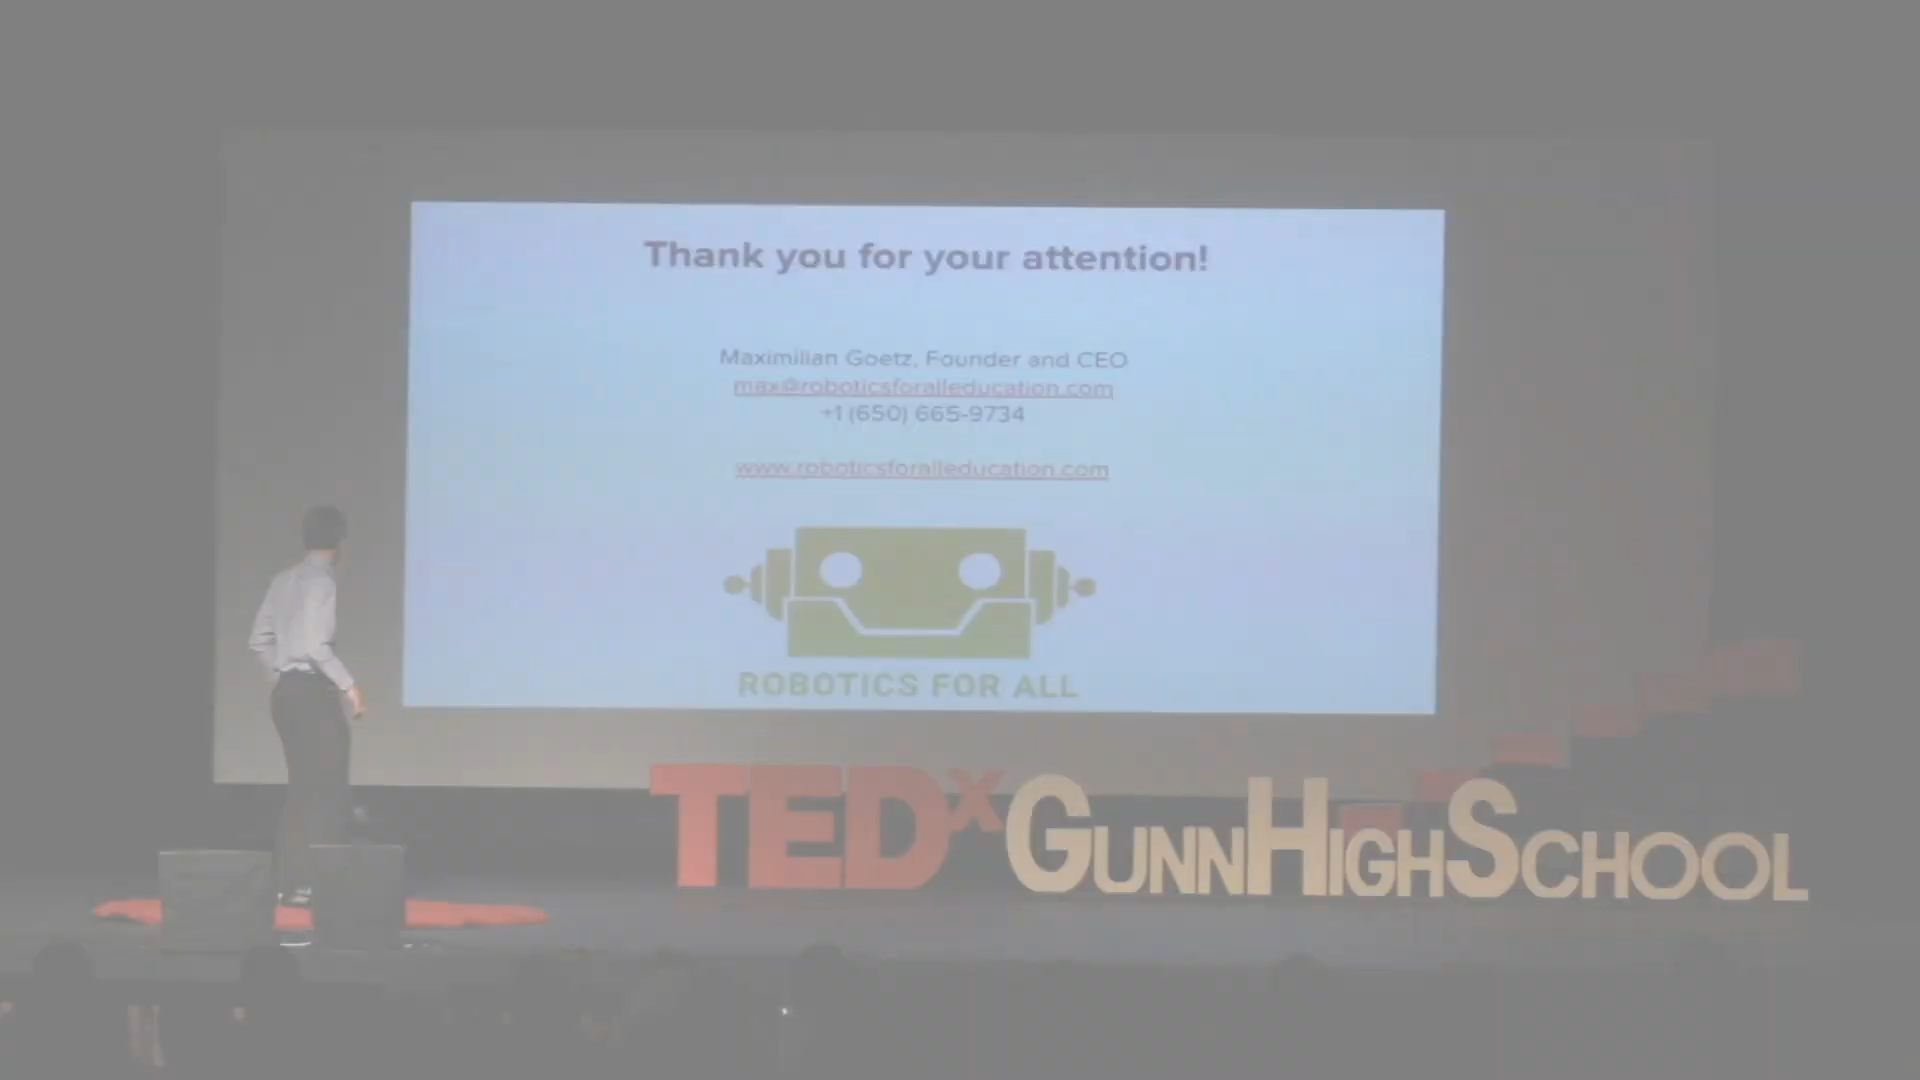 Thank you for your attention!
Maximilian Goetz, Founder and CEO
max@roboticsforalleducation.com
+1 (650) 665-9734
www.roboticsforalleducation.com
ROBOTICS FOR ALL
TEDxGUNNHIGHSCHOOL